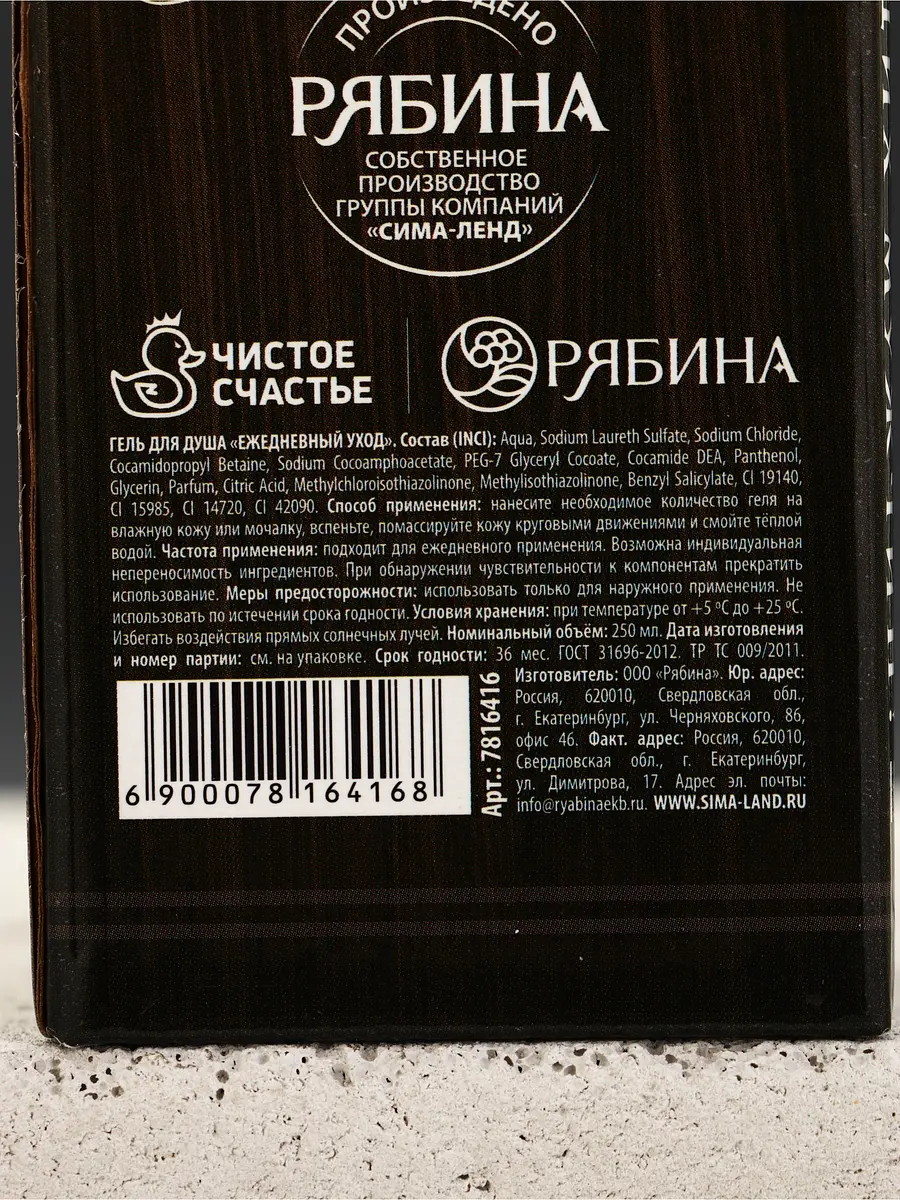 ПРОИЗВЕДЕНО
РЯБИНА
СОБСТВЕННОЕ
ПРОИЗВОДСТВО
ГРУППЫ КОМПАНИЙ
«СИМА-ЛЕНД»
ЧИСТОЕ
СЧАСТЬЕ
РЯБИНА
ГЕЛЬ ДЛЯ ДУША «ЕЖЕДНЕВНЫЙ УХОД». Состав (INCI): Aqua, Sodium Laureth Sulfate, Sodium Chloride,
Cocamidopropyl Betaine, Sodium Cocoamphoacetate, PEG-7 Glyceryl Cocoate, Cocamide DEA, Panthenol,
Glycerin, Parfum, Citric Acid, Methylchloroisothiazolinone, Methylisothiazolinone, Benzyl Salicylate, CI 19140,
CI 15985, CI 14720, CI 42090. Способ применения: нанесите необходимое количество геля на
влажную кожу или мочалку, вспеньте, помассируйте кожу круговыми движениями и смойте тёплой
водой. Частота применения: подходит для ежедневного применения. Возможна индивидуальная
непереносимость ингредиентов. При обнаружении чувствительности к компонентам прекратить
использование. Меры предосторожности: использовать только для наружного применения. Не
использовать по истечении срока годности. Условия хранения: при температуре от +5 ºС до +25 ºС.
Избегать воздействия прямых солнечных лучей. Номинальный объём: 250 мл. Дата изготовления
и номер партии: см. на упаковке. Срок годности: 36 мес. ГОСТ 31696-2012. ТР ТС 009/2011.
6 900078 164168
Арт.: 7816416
Изготовитель: ООО «Рябина». Юр. адрес:
Россия, 620010, Свердловская обл.,
г. Екатеринбург, ул. Черняховского, 86,
офис 46. Факт. адрес: Россия, 620010,
Свердловская обл., г. Екатеринбург,
ул. Димитрова, 17. Адрес эл. почты:
info@ryabinaekb.ru. WWW.SIMA-LAND.RU